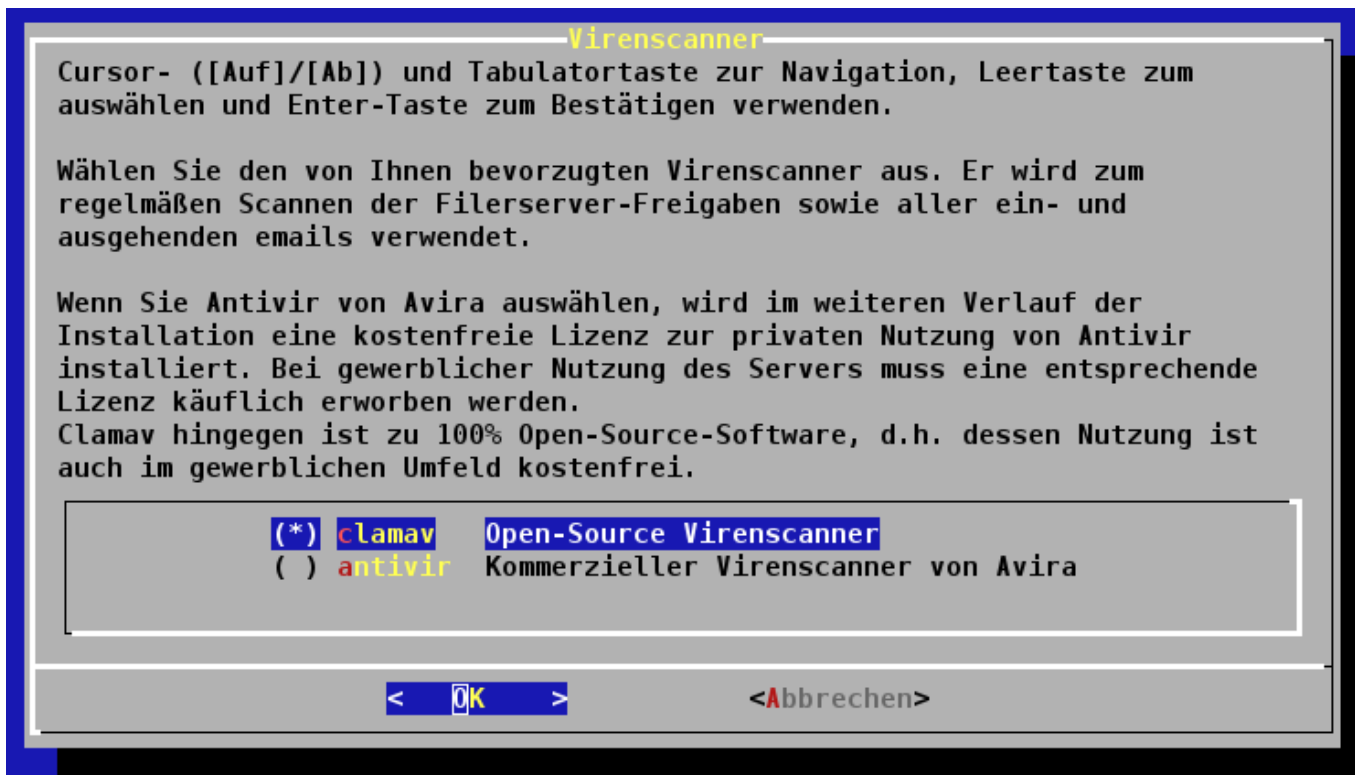 Virenscanner
Cursor- ([Auf]/[Ab]) und Tabulatortaste zur Navigation, Leertaste zum
auswählen und Enter-Taste zum Bestätigen verwenden.
Wählen Sie den von Ihnen bevorzugten Virenscanner aus. Er wird zum
regelmäßen Scannen der Filerserver-Freigaben sowie aller ein- und
ausgehenden emails verwendet.
Wenn Sie Antivir von Avira auswählen, wird im weiteren Verlauf der
Installation eine kostenfreie Lizenz zur privaten Nutzung von Antivir
installiert. Bei gewerblicher Nutzung des Servers muss eine entsprechende
Lizenz käuflich erworben werden.
Clamav hingegen ist zu 100% Open-Source-Software, d.h. dessen Nutzung ist
auch im gewerblichen Umfeld kostenfrei.
(*) clamav Open-Source Virenscanner
( ) antivir Kommerzieller Virenscanner von Avira
< OK > <Abbrechen>